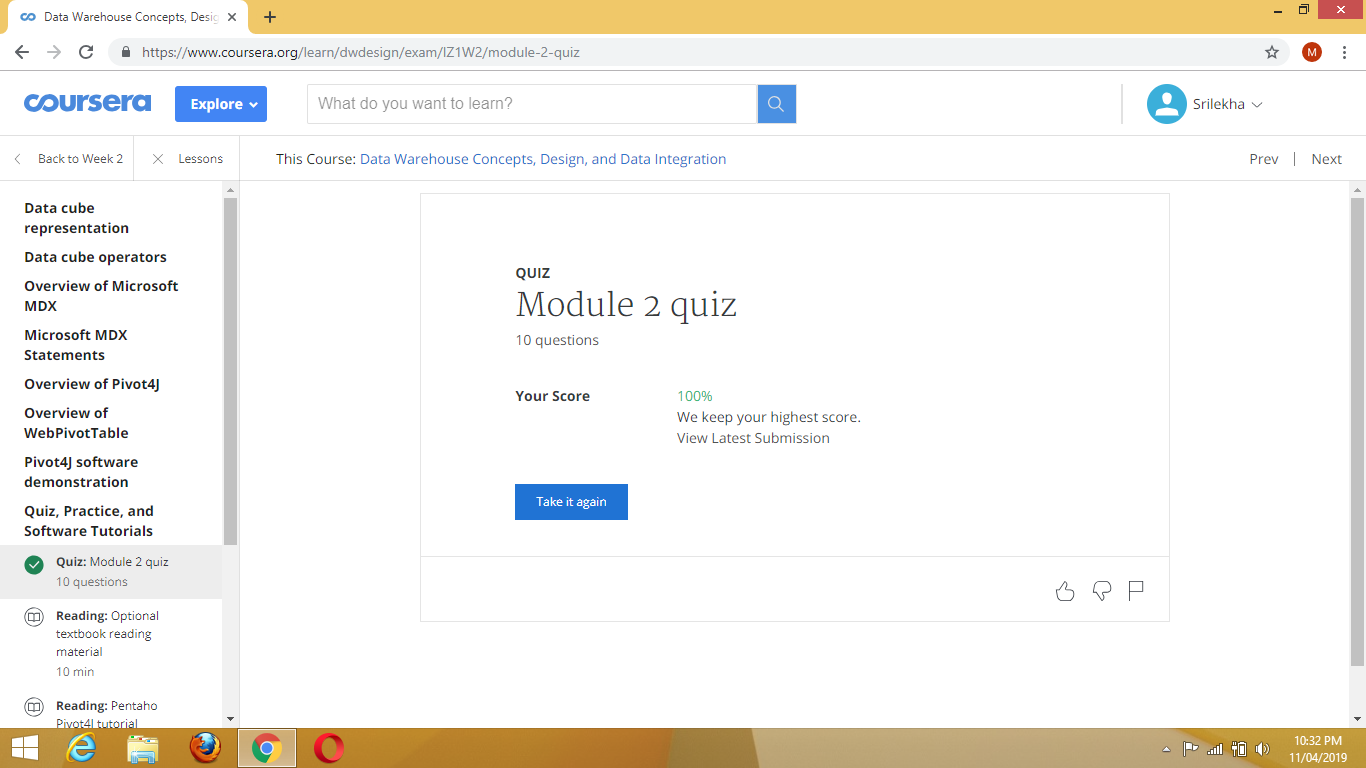 Data Warehouse Concepts, Desig
https://www.coursera.org/learn/dwdesign/exam/lZ1W2/module-2-quiz
M
coursera
Explore
What do you want to learn?
Srilekha
Back to Week 2
Lessons
This Course: Data Warehouse Concepts, Design, and Data Integration
Prev | Next
Data cube
representation
Data cube operators
Overview of Microsoft
MDX
Microsoft MDX
Statements
Overview of Pivot4J
Overview of
WebPivotTable
Pivot4J software
demonstration
Quiz, Practice, and
Software Tutorials
Quiz: Module 2 quiz
10 questions
Reading: Optional
textbook reading
material
10 min
Reading: Pentaho
Pivot4J tutorial
QUIZ
Module 2 quiz
10 questions
Your Score
100%
We keep your highest score.
View Latest Submission
Take it again
10:32 PM
11/04/2019